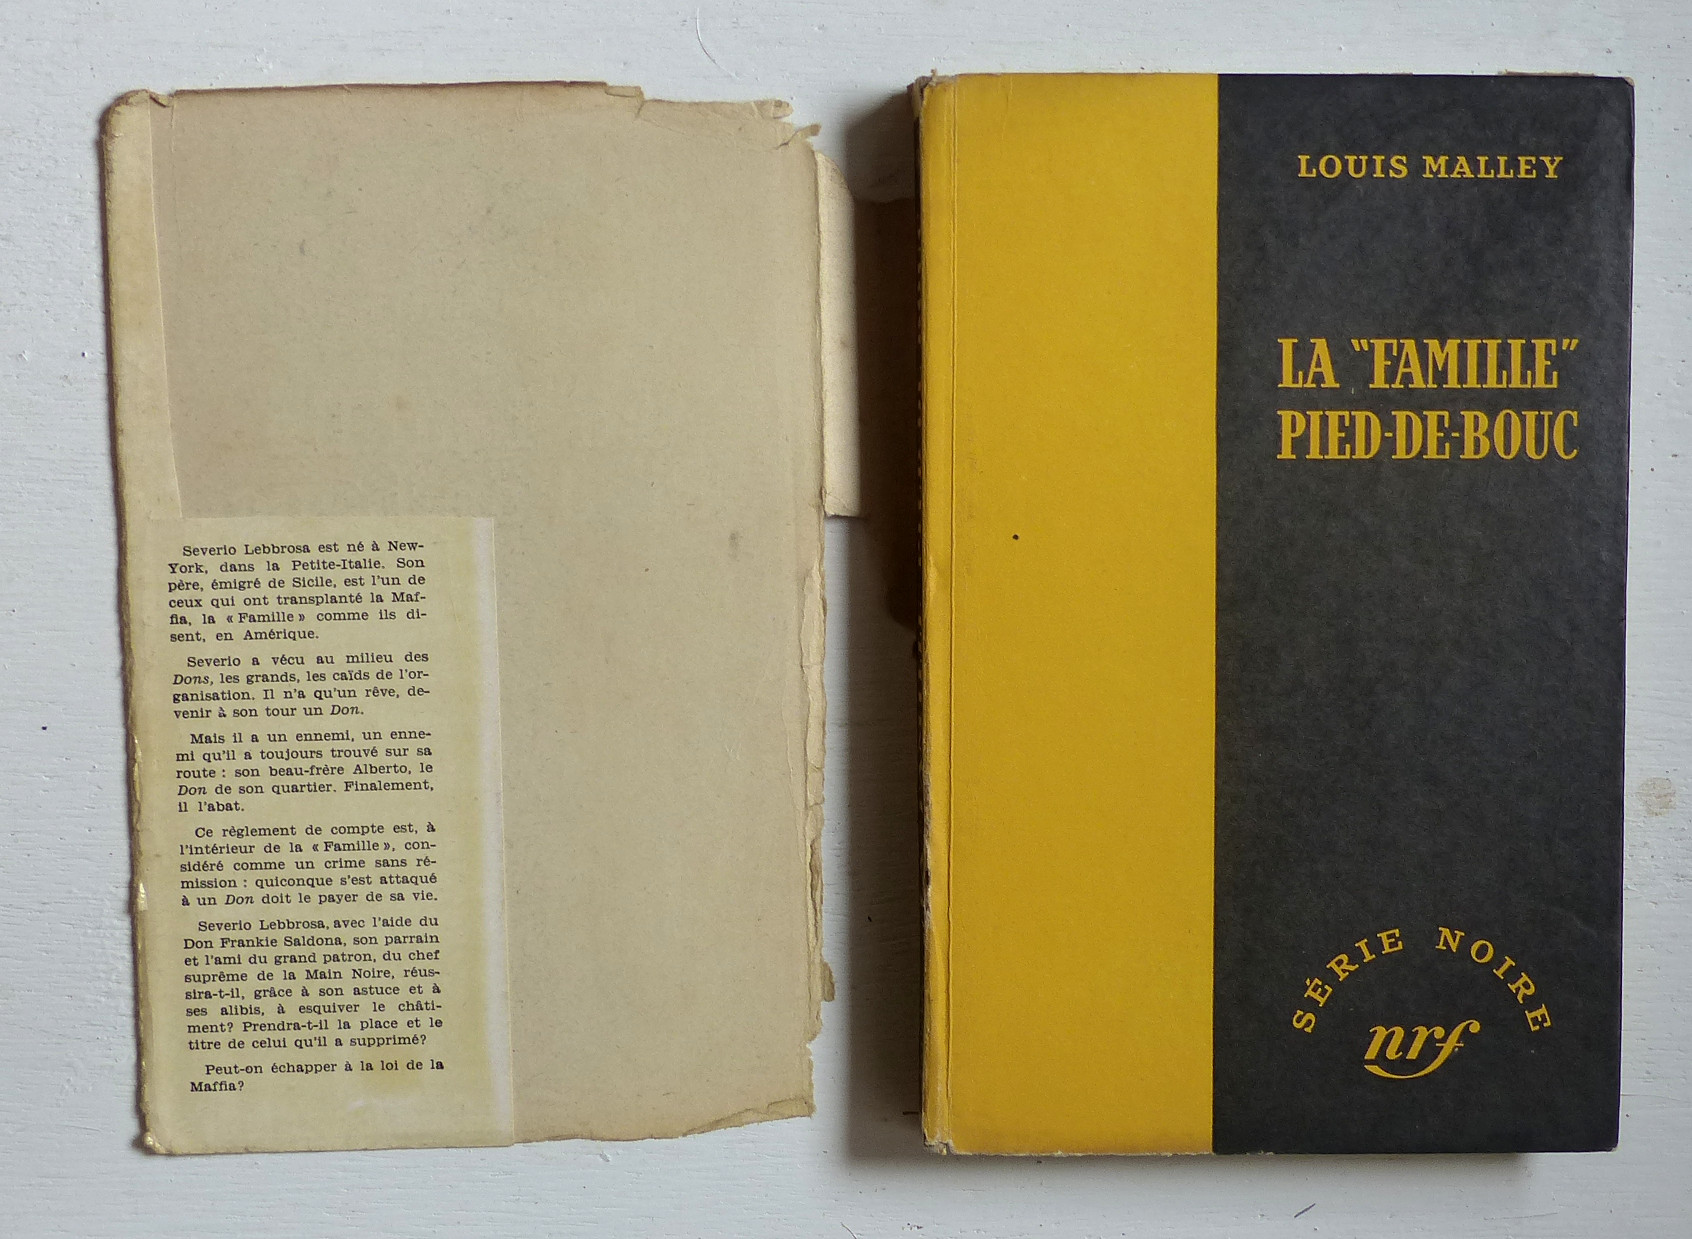 Severio Lebbrosa est né à New-
York, dans la Petite-Italie. Son
père, émigré de Sicile, est l'un de
ceux qui ont transplanté la Maf-
fia, la « Famille » comme ils di-
sent, en Amérique.
Severio a vécu au milieu des
Dons, les grands, les caïds de l'or-
ganisation. Il n'a qu'un rêve, de-
venir à son tour un Don.
Mais il a un ennemi, un enne-
mi qu'il a toujours trouvé sur sa
route : son beau-frère Alberto, le
Don de son quartier. Finalement,
il l'abat.
Ce règlement de compte est, à
l'intérieur de la « Famille », con-
sidéré comme un crime sans ré-
mission : quiconque s'est attaqué
à un Don doit le payer de sa vie.
Severio Lebbrosa, avec l'aide du
Don Frankie Saldona, son parrain
et l'ami du grand patron, du chef
suprême de la Main Noire, réus-
sira-t-il, grâce à son astuce et à
ses alibis, à esquiver le châti-
ment? Prendra-t-il la place et le
titre de celui qu'il a supprimé?
Peut-on échapper à la loi de la
Maffia?
LOUIS MALLEY
LA "FAMILLE"
PIED-DE-BOUC
SÉRIE NOIRE
nrf